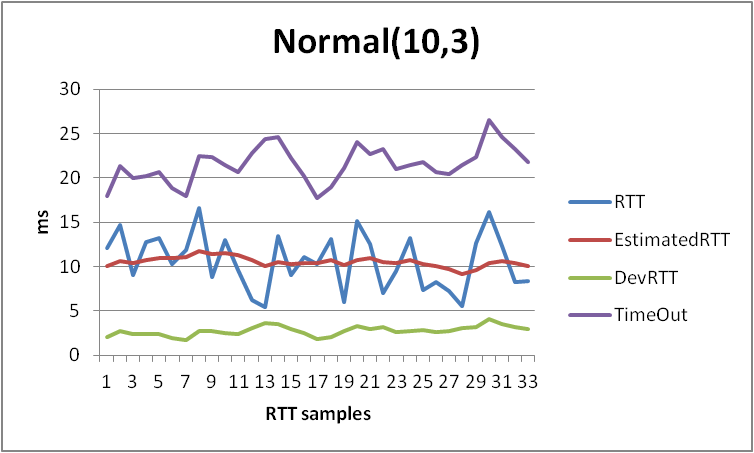 Normal(10,3)
30
25
20
15
10
5
0
ms
1 3 5 7 9 11 13 15 17 19 21 23 25 27 29 31 33
RTT samples
RTT
EstimatedRTT
DevRTT
TimeOut